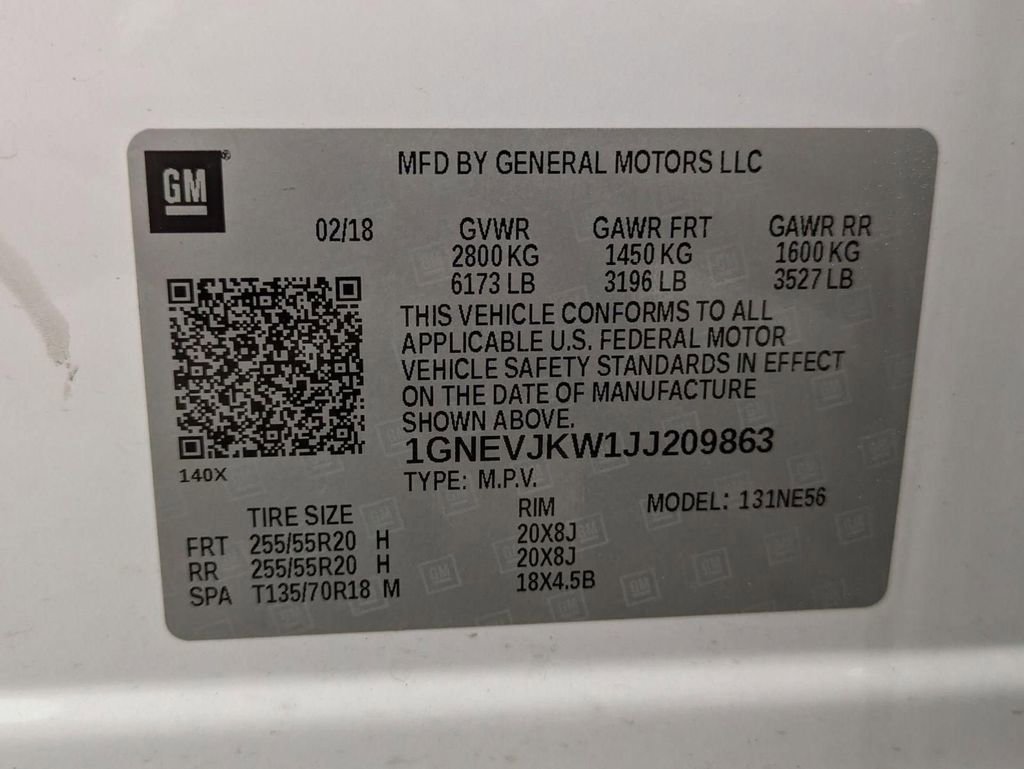 GM®
MFD BY GENERAL MOTORS LLC
02/18 GVWR GAWR FRT GAWR RR
2800 KG 1450 KG 1600 KG
6173 LB 3196 LB 3527 LB
THIS VEHICLE CONFORMS TO ALL
APPLICABLE U.S. FEDERAL MOTOR
VEHICLE SAFETY STANDARDS IN EFFECT
ON THE DATE OF MANUFACTURE
SHOWN ABOVE.
1GNEVJKW1JJ209863
140X
TYPE: M.P.V.
MODEL: 131NE56
TIRE SIZE RIM
FRT 255/55R20 H 20X8J
RR 255/55R20 H 20X8J
SPA T135/70R18 M 18X4.5B